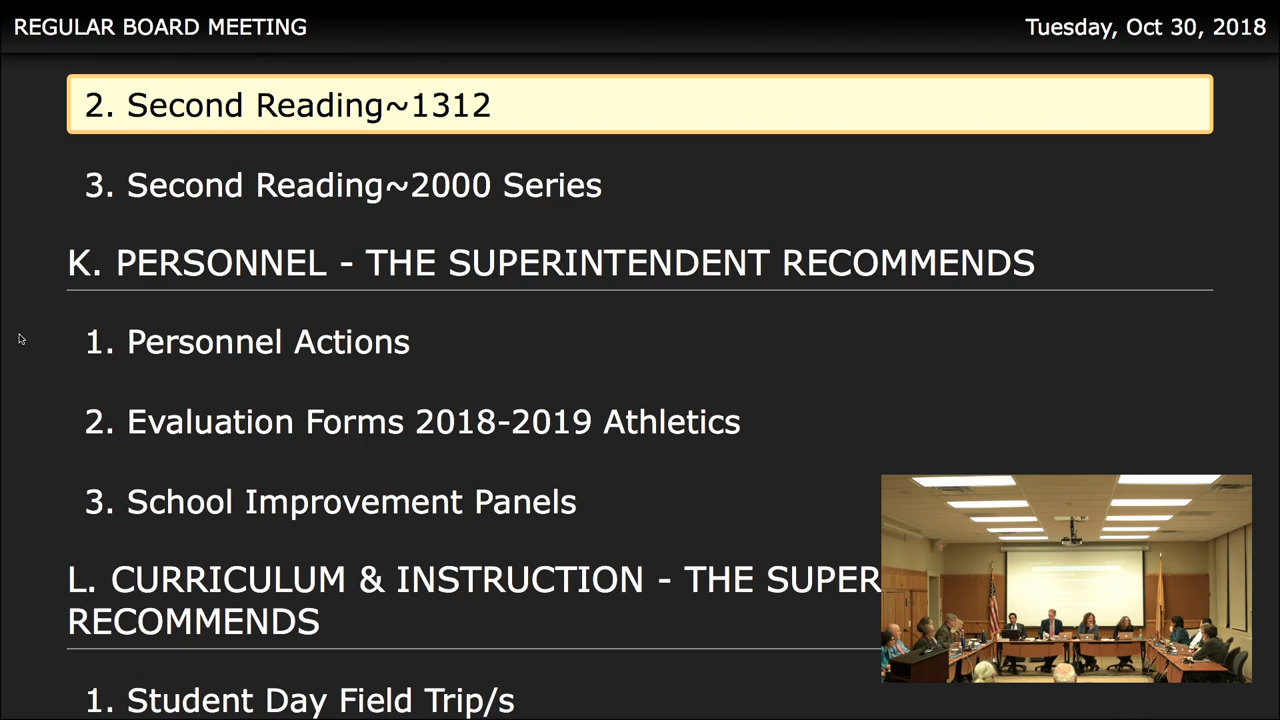 REGULAR BOARD MEETING
Tuesday, Oct 30, 2018
2. Second Reading~1312
3. Second Reading~2000 Series
K. PERSONNEL - THE SUPERINTENDENT RECOMMENDS
1. Personnel Actions
2. Evaluation Forms 2018-2019 Athletics
3. School Improvement Panels
L. CURRICULUM & INSTRUCTION - THE SUPER
RECOMMENDS
1. Student Day Field Trip/s